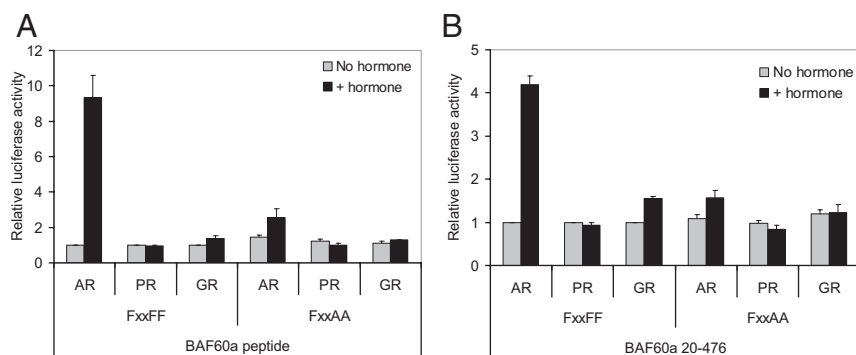 A
Relative luciferase activity
12
10
8
6
4
2
0
No hormone
+ hormone
AR PR GR AR PR GR
FxxFF FxxAA
BAF60a peptide
B
Relative luciferase activity
5
4
3
2
1
0
No hormone
+ hormone
AR PR GR AR PR GR
FxxFF FxxAA
BAF60a 20-476